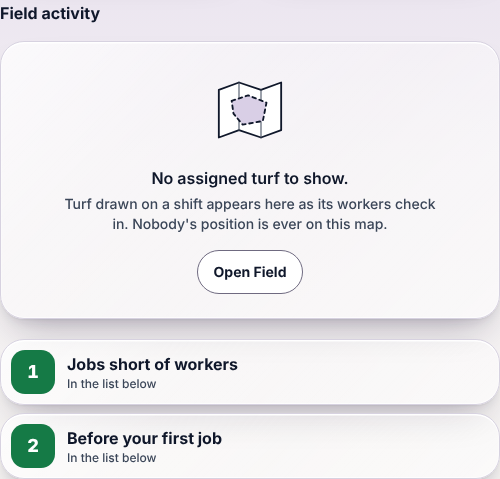 Field activity
No assigned turf to show.
Turf drawn on a shift appears here as its workers check
in. Nobody's position is ever on this map.
Open Field
1
Jobs short of workers
In the list below
2
Before your first job
In the list below